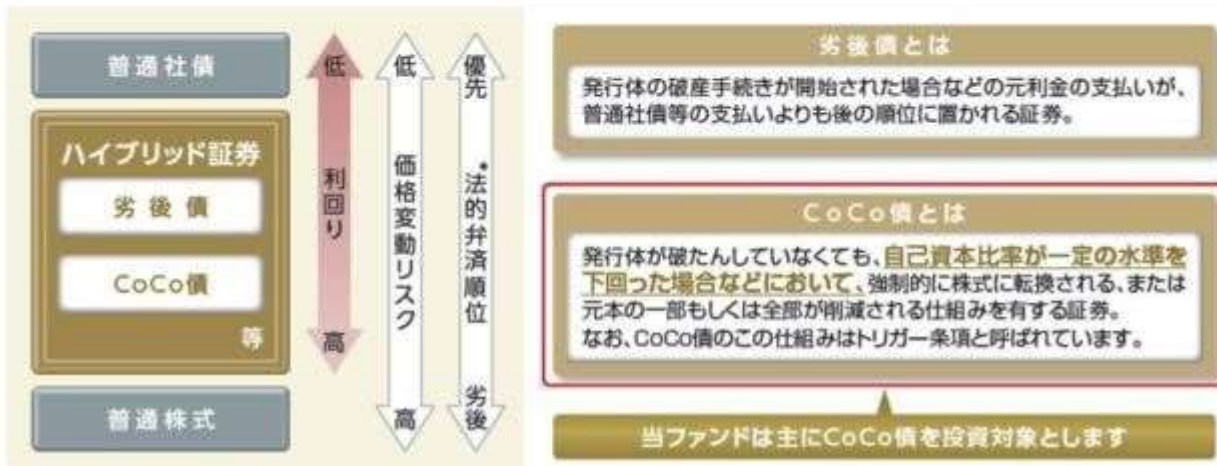 普通社債
ハイブリッド証券
劣後債
CoCo債
等
普通株式
低
利回り
高
低
価格変動リスク
高
優先
*法的弁済順位
劣後
劣後債とは
発行体の破産手続きが開始された場合などの元利金の支払いが、
普通社債等の支払いよりも後の順位に置かれる証券。
CoCo債とは
発行体が破たんしていなくても、自己資本比率が一定の水準を
下回った場合などにおいて、強制的に株式に転換される、または
元本の一部もしくは全部が削減される仕組みを有する証券。
なお、CoCo債のこの仕組みはトリガー条項と呼ばれています。
当ファンドは主にCoCo債を投資対象とします